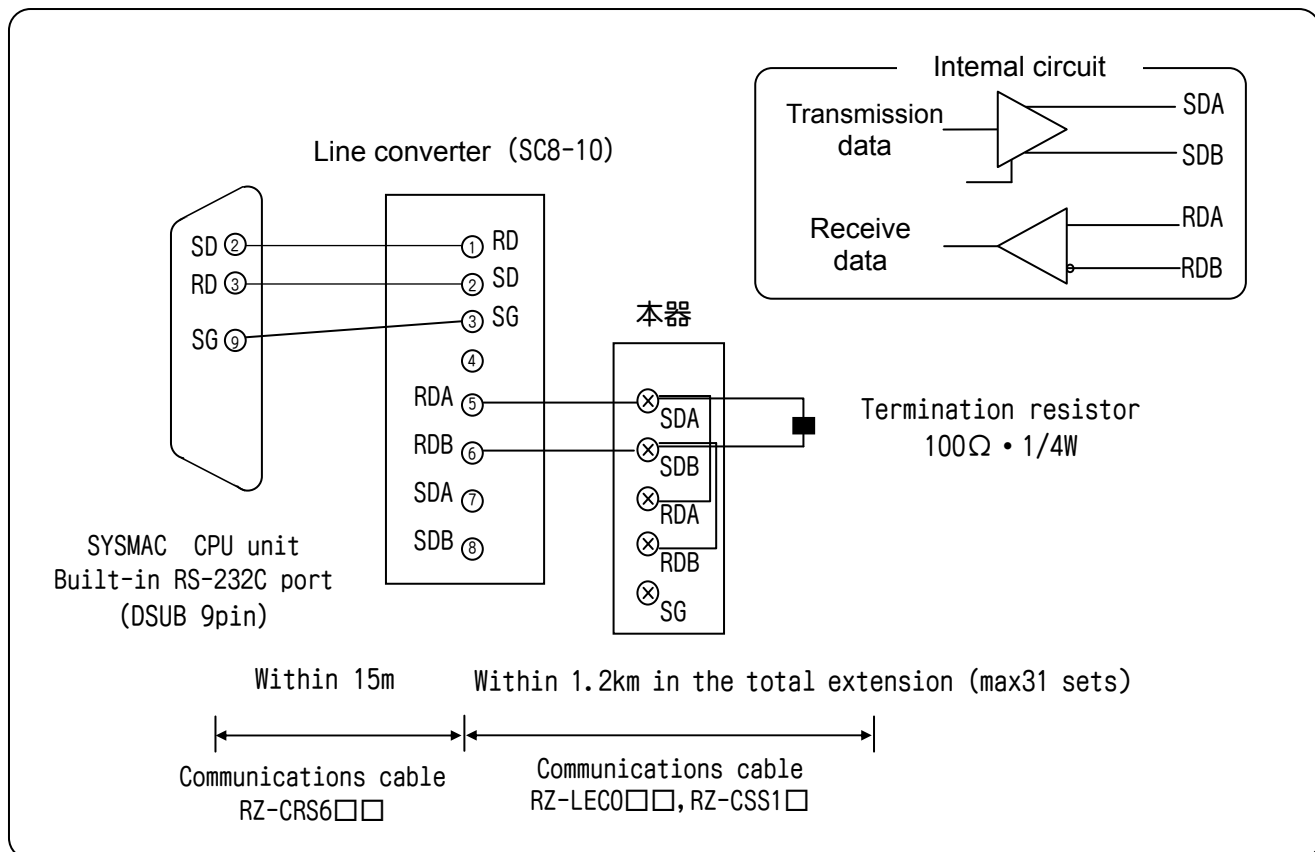 Intemal circuit
Transmission
data
SDA
SDB
Receive
data
RDA
RDB
Line converter (SC8-10)
SD ②
RD ③
SG ⑨
① RD
② SD
③ SG
④
RDA ⑤
RDB ⑥
SDA ⑦
SDB ⑧
本器
SDA
SDB
RDA
RDB
SG
Termination resistor
100Ω・1/4W
SYSMAC CPU unit
Built-in RS-232C port
(DSUB 9pin)
Within 15m
Within 1.2km in the total extension (max31 sets)
Communications cable
RZ-CRS6□□
Communications cable
RZ-LEC0□□,RZ-CSS1□